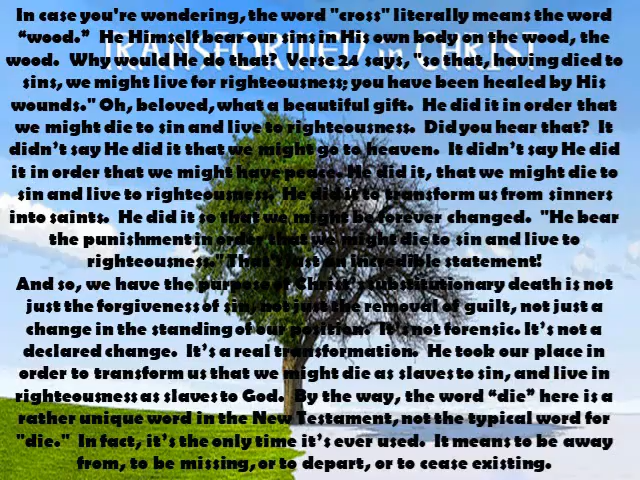 In case you're wondering, the word "cross" literally means the word
“wood.”  He Himself bear our sins in His own body on the wood, the
TRANSFORMED in CHRIST
wood.  Why would He do that?  Verse 24 says, "so that, having died to
sins, we might live for righteousness; you have been healed by His
wounds." Oh, beloved, what a beautiful gift.  He did it in order that
we might die to sin and live to righteousness.  Did you hear that?  It
didn’t say He did it that we might go to heaven.  It didn’t say He did
it in order that we might have peace. He did it, that we might die to
sin and live to righteousness.  He did it to transform us from sinners
into saints.  He did it so that we might be forever changed.  "He bear
the punishment in order that we might die to sin and live to
righteousness." That’s just an incredible statement!
And so, we have the purpose of Christ’s substitutionary death is not
just the forgiveness of sin, not just the removal of guilt, not just a
change in the standing of our position.  It’s not forensic. It’s not a
declared change.  It’s a real transformation.  He took our place in
order to transform us that we might die as slaves to sin, and live in
righteousness as slaves to God.  By the way, the word “die” here is a
rather unique word in the New Testament, not the typical word for
"die."  In fact, it’s the only time it’s ever used.  It means to be away
from, to be missing, or to depart, or to cease existing.